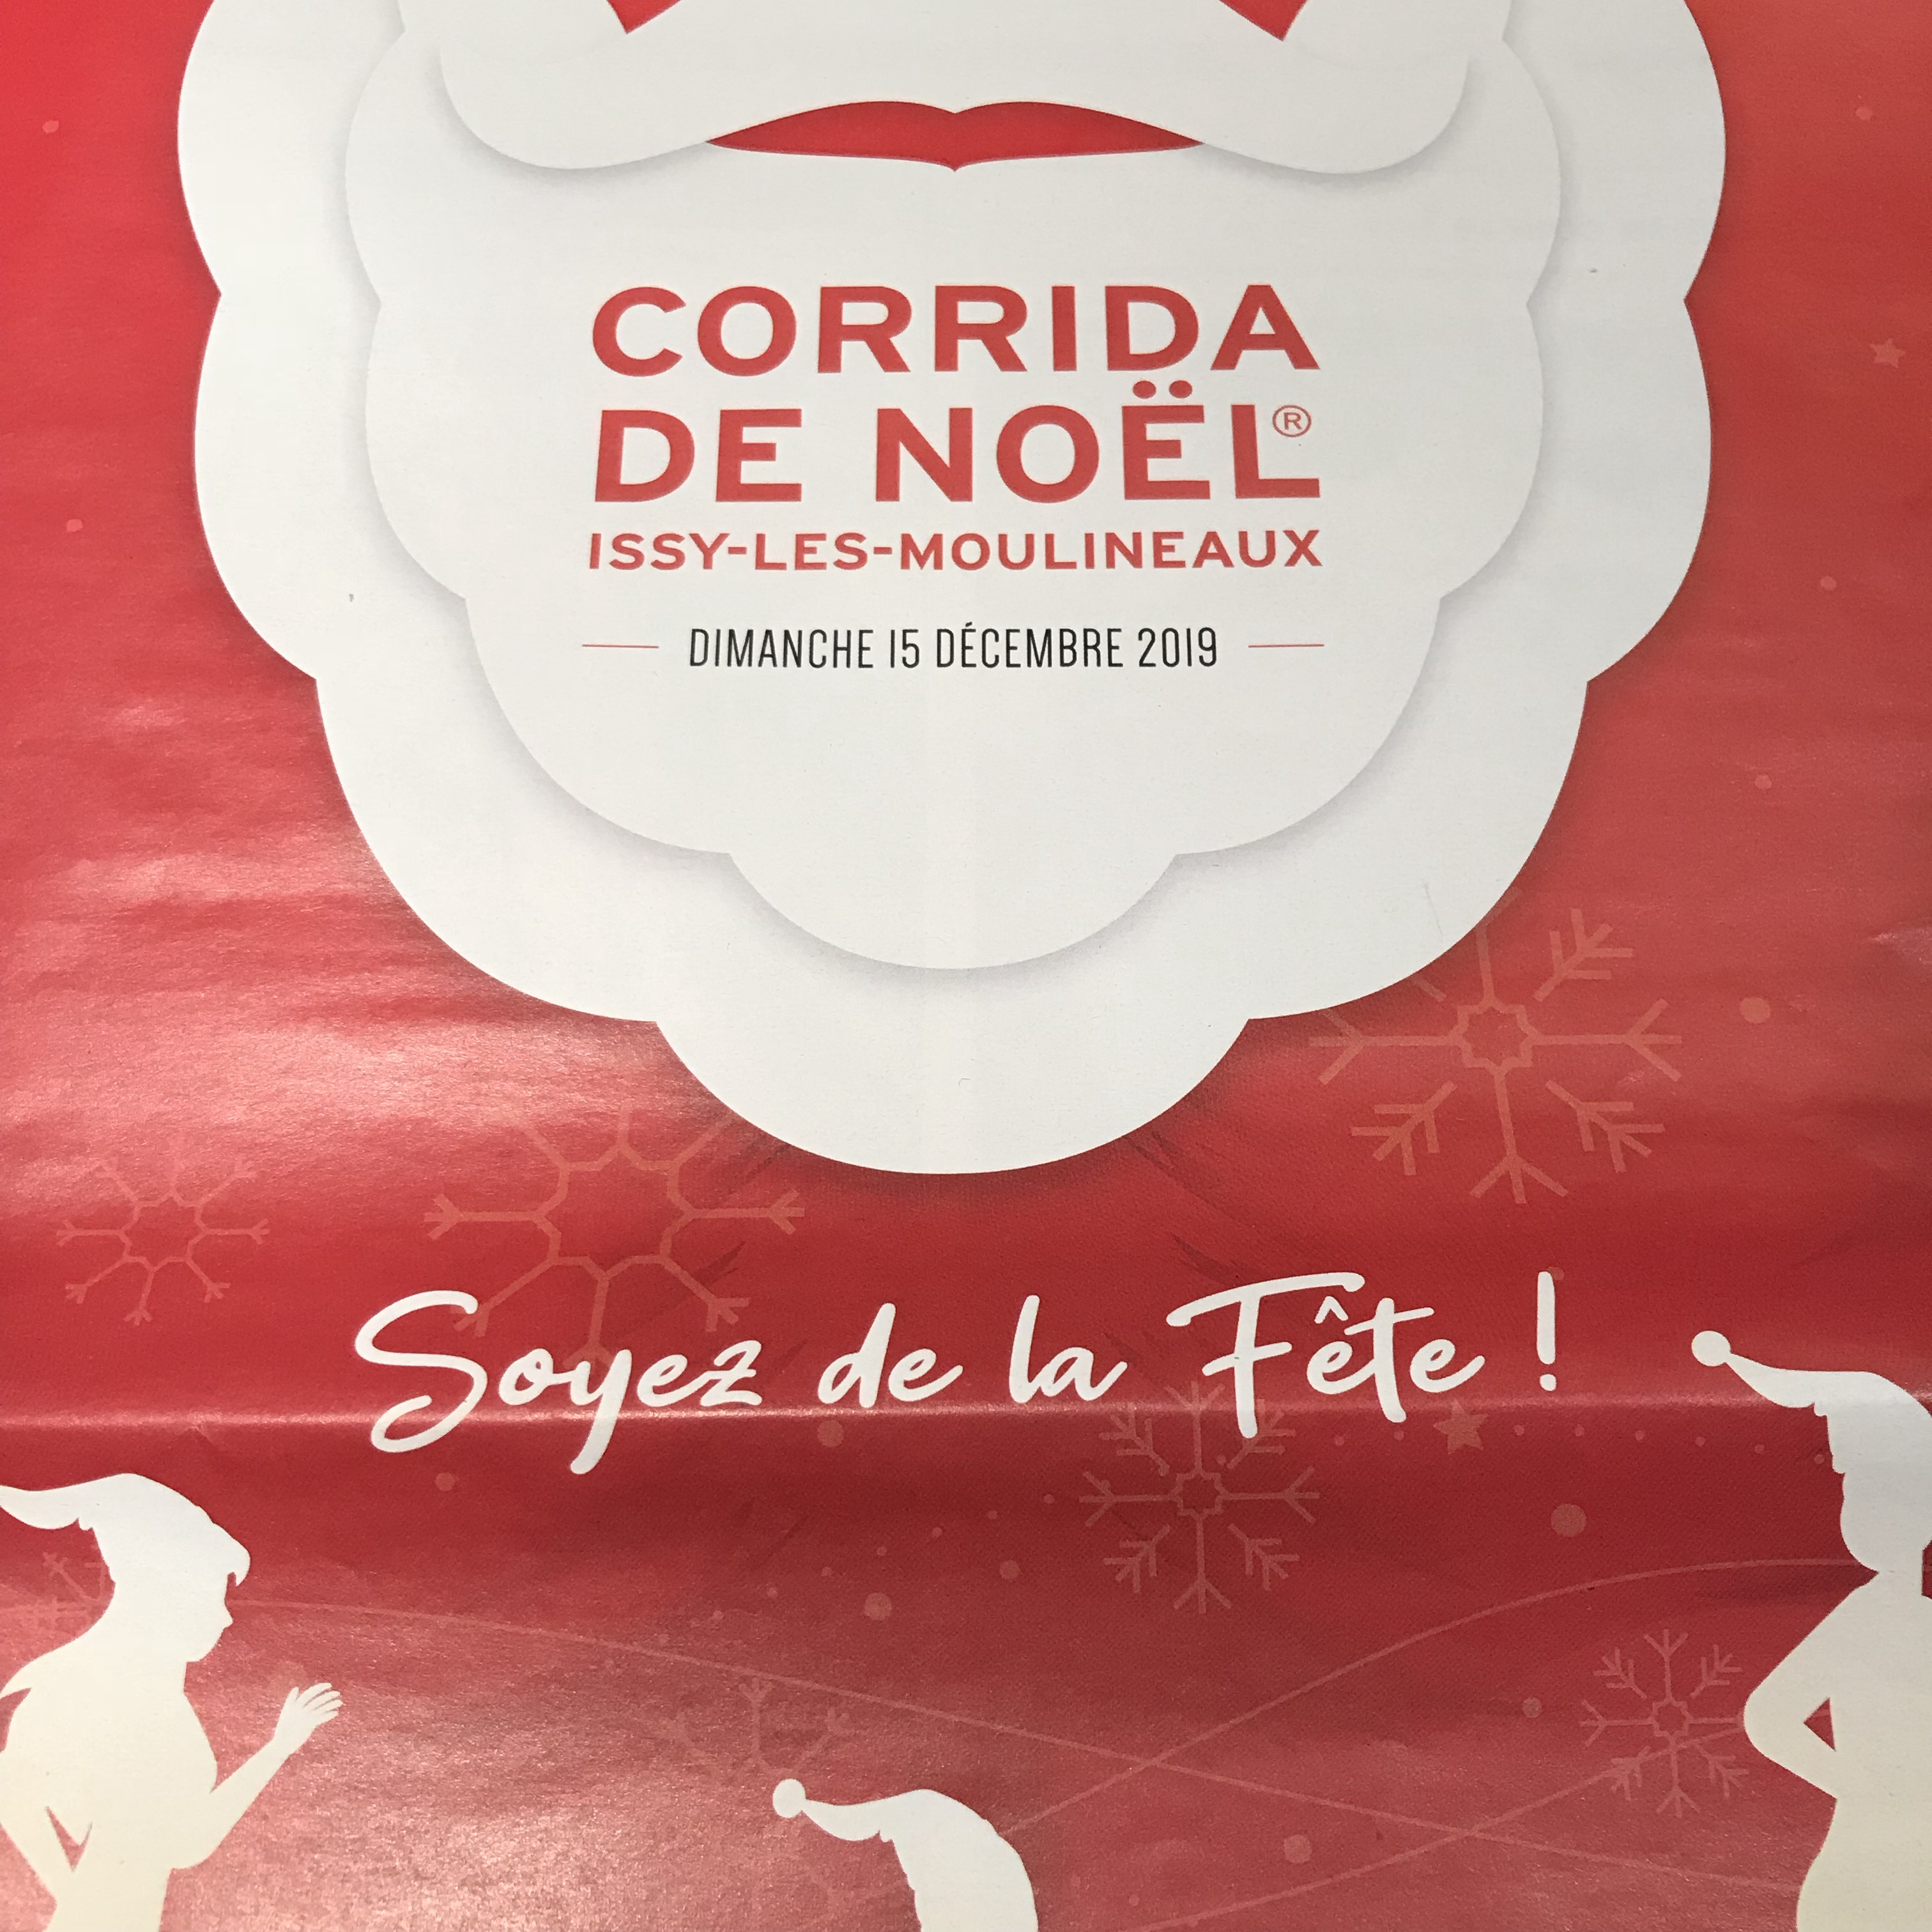 CORRIDA
DE NOËL®
ISSY-LES-MOULINEAUX
DIMANCHE 15 DÉCEMBRE 2019
Soyez de la Fête !